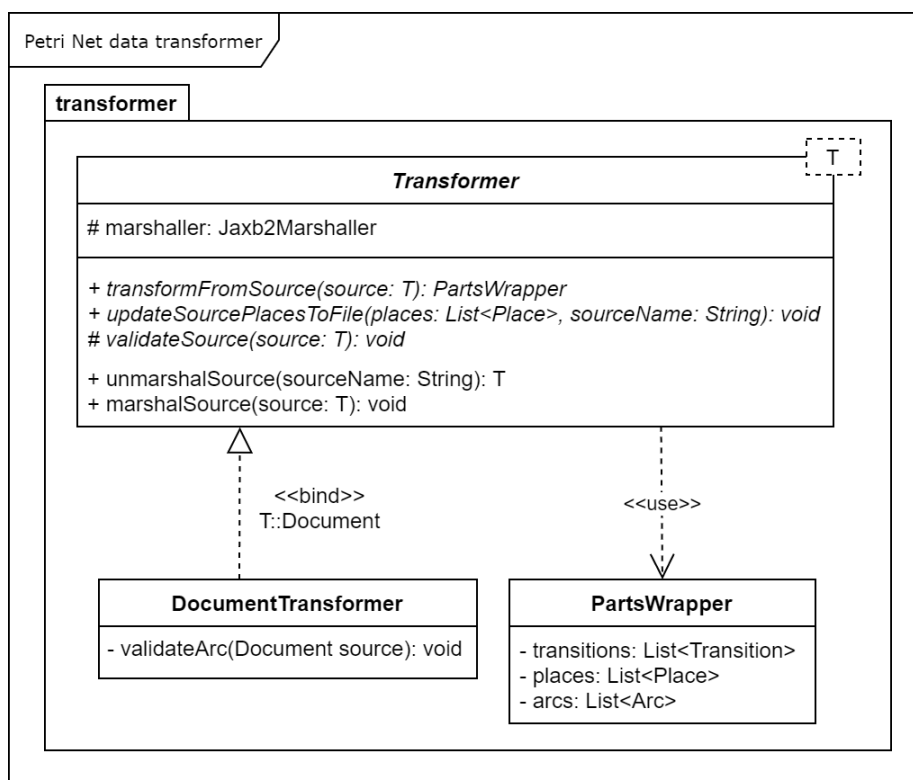 Petri Net data transformer
transformer
T
Transformer
# marshaller: Jaxb2Marshaller
+ transformFromSource(source: T): PartsWrapper
+ updateSourcePlacesToFile(places: List<Place>, sourceName: String): void
# validateSource(source: T): void
+ unmarshalSource(sourceName: String): T
+ marshalSource(source: T): void
<<bind>>
T::Document
<<use>>
DocumentTransformer
- validateArc(Document source): void
PartsWrapper
- transitions: List<Transition>
- places: List<Place>
- arcs: List<Arc>